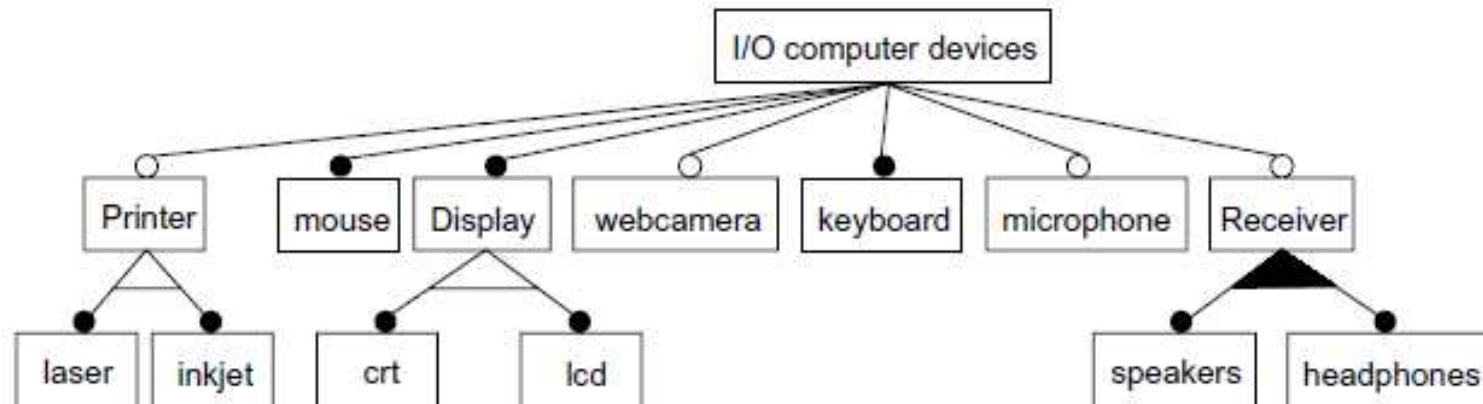 I/O computer devices
Printer
mouse
Display
webcamera
keyboard
microphone
Receiver
laser
inkjet
crt
lcd
speakers
headphones